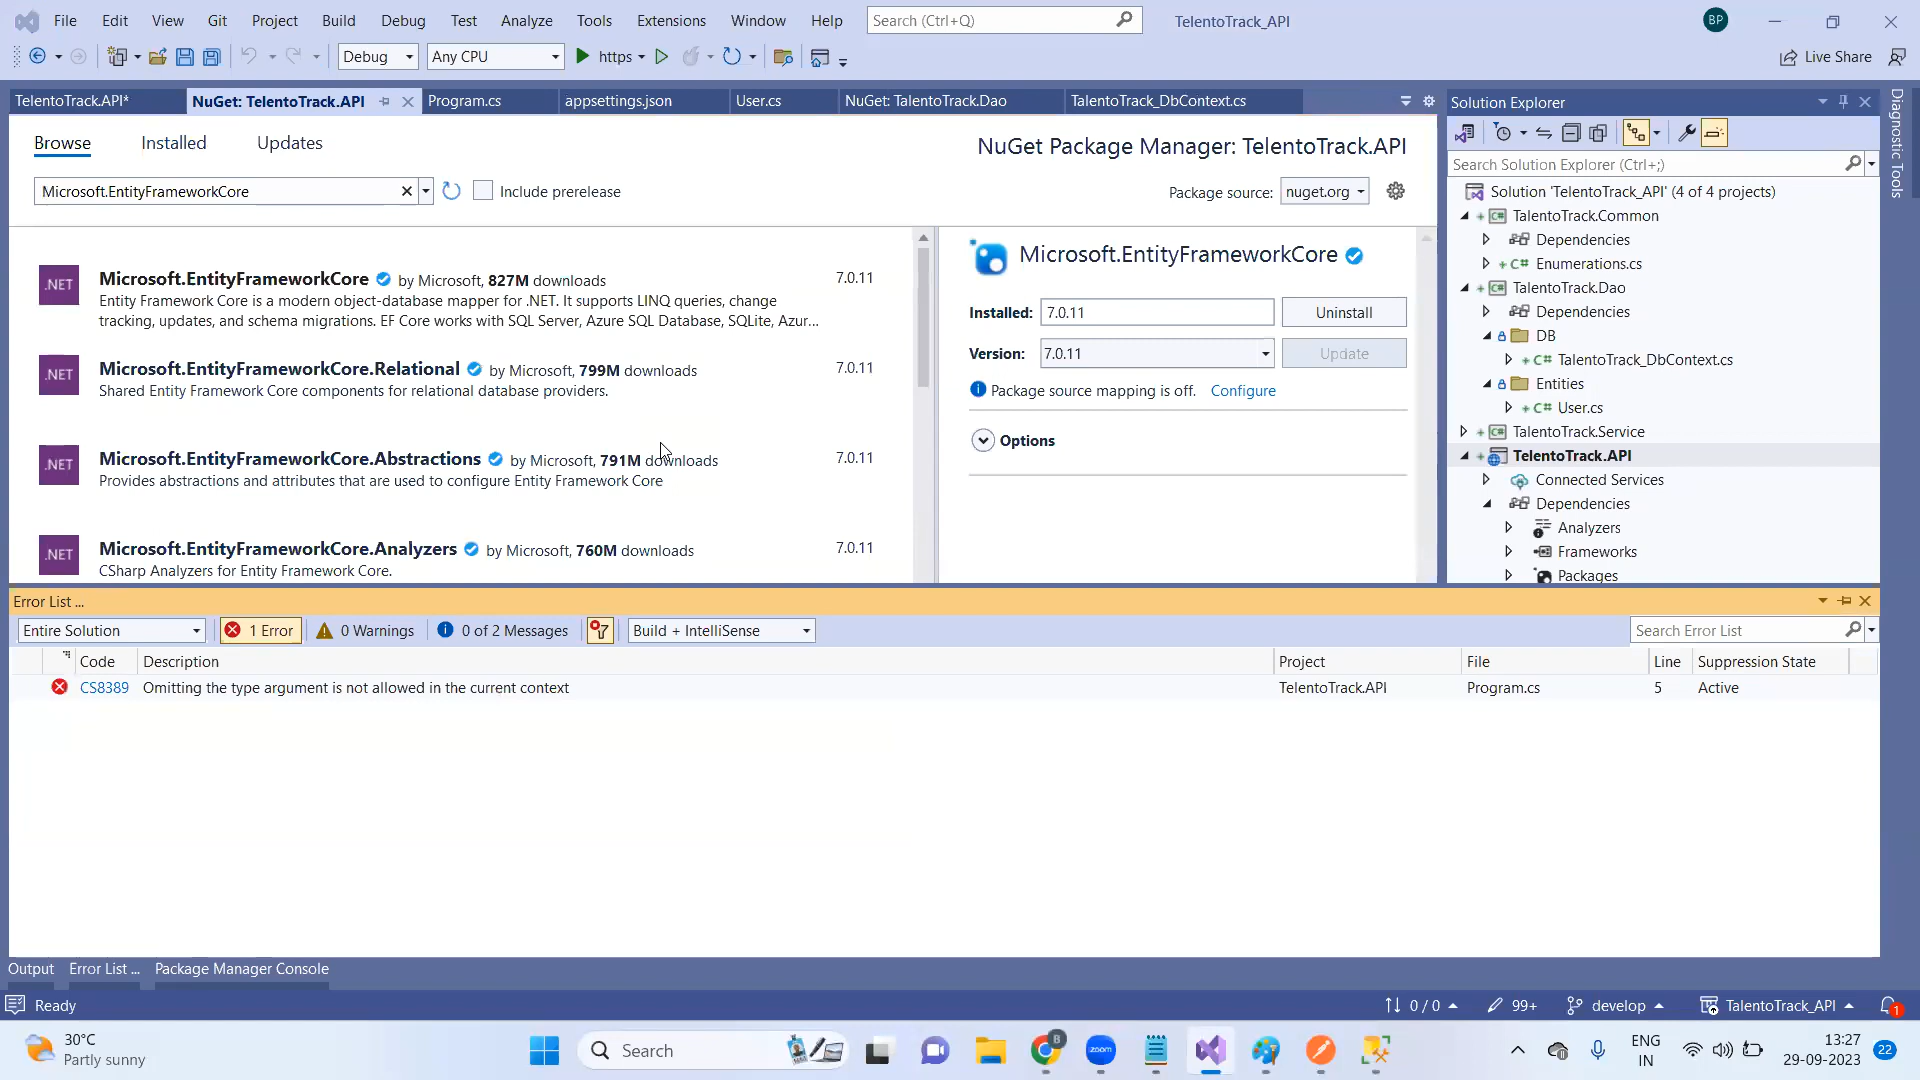 File Edit View Git Project Build Debug Test Analyze Tools Extensions Window Help Search (Ctrl+Q) TelentoTrack_API BP
Debug Any CPU https Live Share
TelentoTrack.API* NuGet: TelentoTrack.API Program.cs appsettings.json User.cs NuGet: TalentoTrack.Dao TalentoTrack_DbContext.cs
Solution Explorer
Diagnostic Tools
Browse Installed Updates
NuGet Package Manager: TelentoTrack.API
Microsoft.EntityFrameworkCore
Include prerelease
Package source: nuget.org
Search Solution Explorer (Ctrl+;)
Solution 'TelentoTrack_API' (4 of 4 projects)
TalentoTrack.Common
Dependencies
Enumerations.cs
TalentoTrack.Dao
Dependencies
DB
TalentoTrack_DbContext.cs
Entities
User.cs
TalentoTrack.Service
TelentoTrack.API
Connected Services
Dependencies
Analyzers
Frameworks
Packages
.NET
Microsoft.EntityFrameworkCore by Microsoft, 827M downloads 7.0.11
Entity Framework Core is a modern object-database mapper for .NET. It supports LINQ queries, change
tracking, updates, and schema migrations. EF Core works with SQL Server, Azure SQL Database, SQLite, Azur...
.NET
Microsoft.EntityFrameworkCore.Relational by Microsoft, 799M downloads 7.0.11
Shared Entity Framework Core components for relational database providers.
.NET
Microsoft.EntityFrameworkCore.Abstractions by Microsoft, 791M downloads 7.0.11
Provides abstractions and attributes that are used to configure Entity Framework Core
.NET
Microsoft.EntityFrameworkCore.Analyzers by Microsoft, 760M downloads 7.0.11
CSharp Analyzers for Entity Framework Core.
Microsoft.EntityFrameworkCore
Installed: 7.0.11 Uninstall
Version: 7.0.11 Update
Package source mapping is off. Configure
Options
Error List ...
Entire Solution 1 Error 0 Warnings 0 of 2 Messages Build + IntelliSense Search Error List
Code Description Project File Line Suppression State
CS8389 Omitting the type argument is not allowed in the current context TelentoTrack.API Program.cs 5 Active
Output Error List ... Package Manager Console
Ready 0 / 0 99+ develop TalentoTrack_API 1
30°C
Partly sunny
Search
B
zoom
ENG
IN
13:27
29-09-2023
22